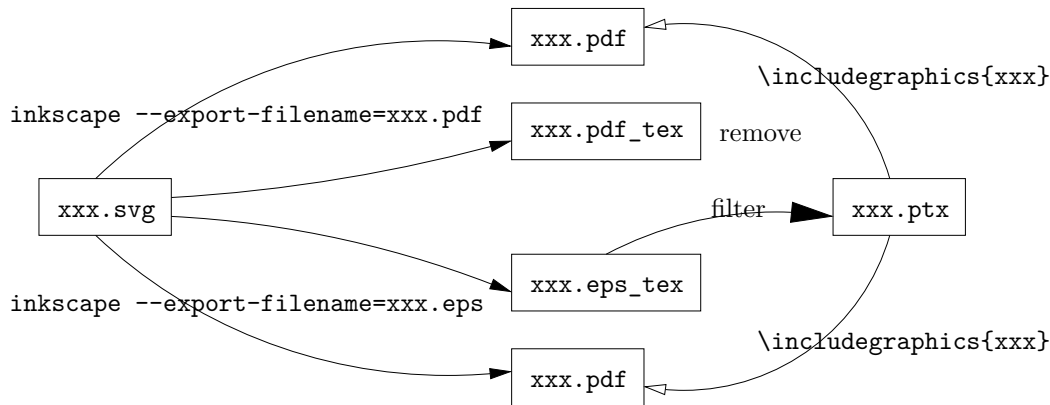 xxx.pdf
\includegraphics{xxx}
inkscape --export-filename=xxx.pdf
xxx.pdf_tex
remove
xxx.svg
filter
xxx.ptx
xxx.eps_tex
inkscape --export-filename=xxx.eps
\includegraphics{xxx}
xxx.pdf